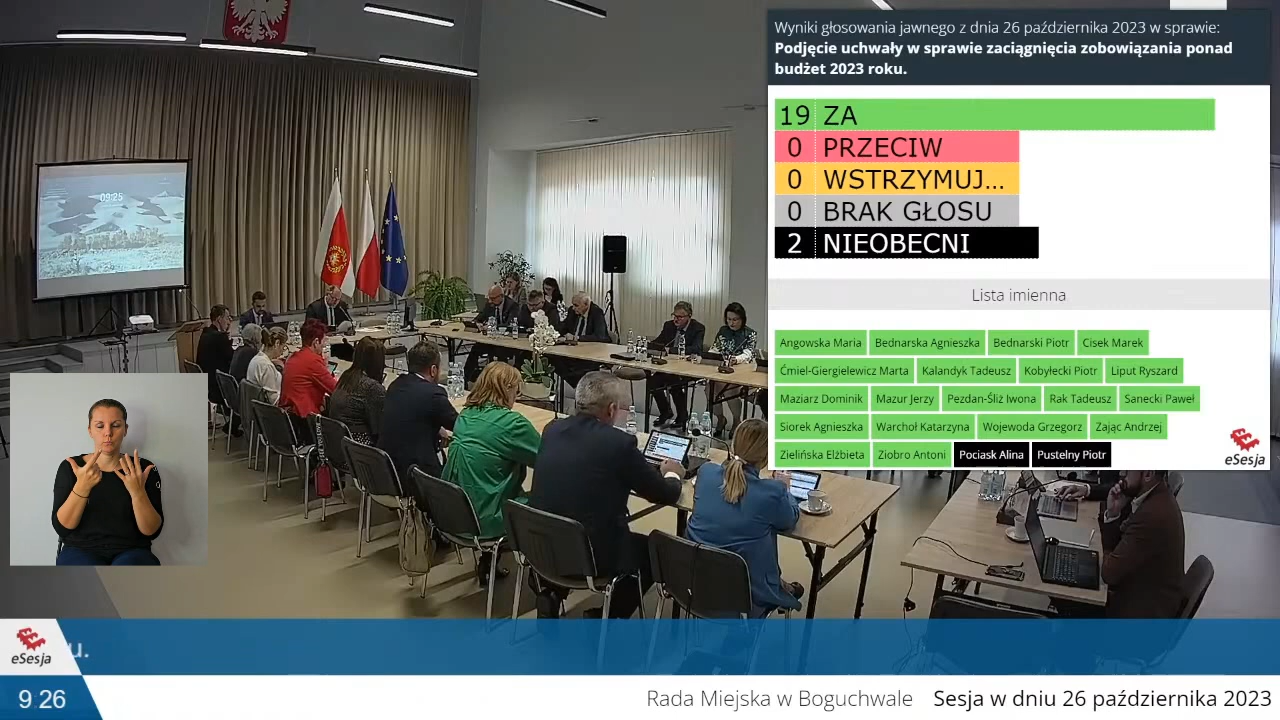 Wyniki głosowania jawnego z dnia 26 październіka 2023 w sprawie:
Podjęcie uchwały w sprawie zaciągnięcia zobowiązania ponad
budżet 2023 roku.
19 ZA
0 PRZECIW
0 WSTRZYMUJ...
0 BRAK GŁOSU
2 NIEOBECNI
Lista imienna
Angowska Maria Bednarska Agnieszka Bednarski Piotr Cisek Marek
Ćmiel-Giergielewicz Marta Kalandyk Tadeusz Kobyłecki Piotr Liput Ryszard
Maziarz Dominik Mazur Jerzy Pezdan-Śliż Iwona Rak Tadeusz Sanecki Paweł
Siorek Agnieszka Warchoł Katarzyna Wojewoda Grzegorz Zając Andrzej
Zielińska Elżbieta Ziobro Antoni Pociask Alina Pustelny Piotr
eSesja
09:25
eSesja
u.
9:26
Rada Miejska w Boguchwale Sesja w dniu 26 października 2023